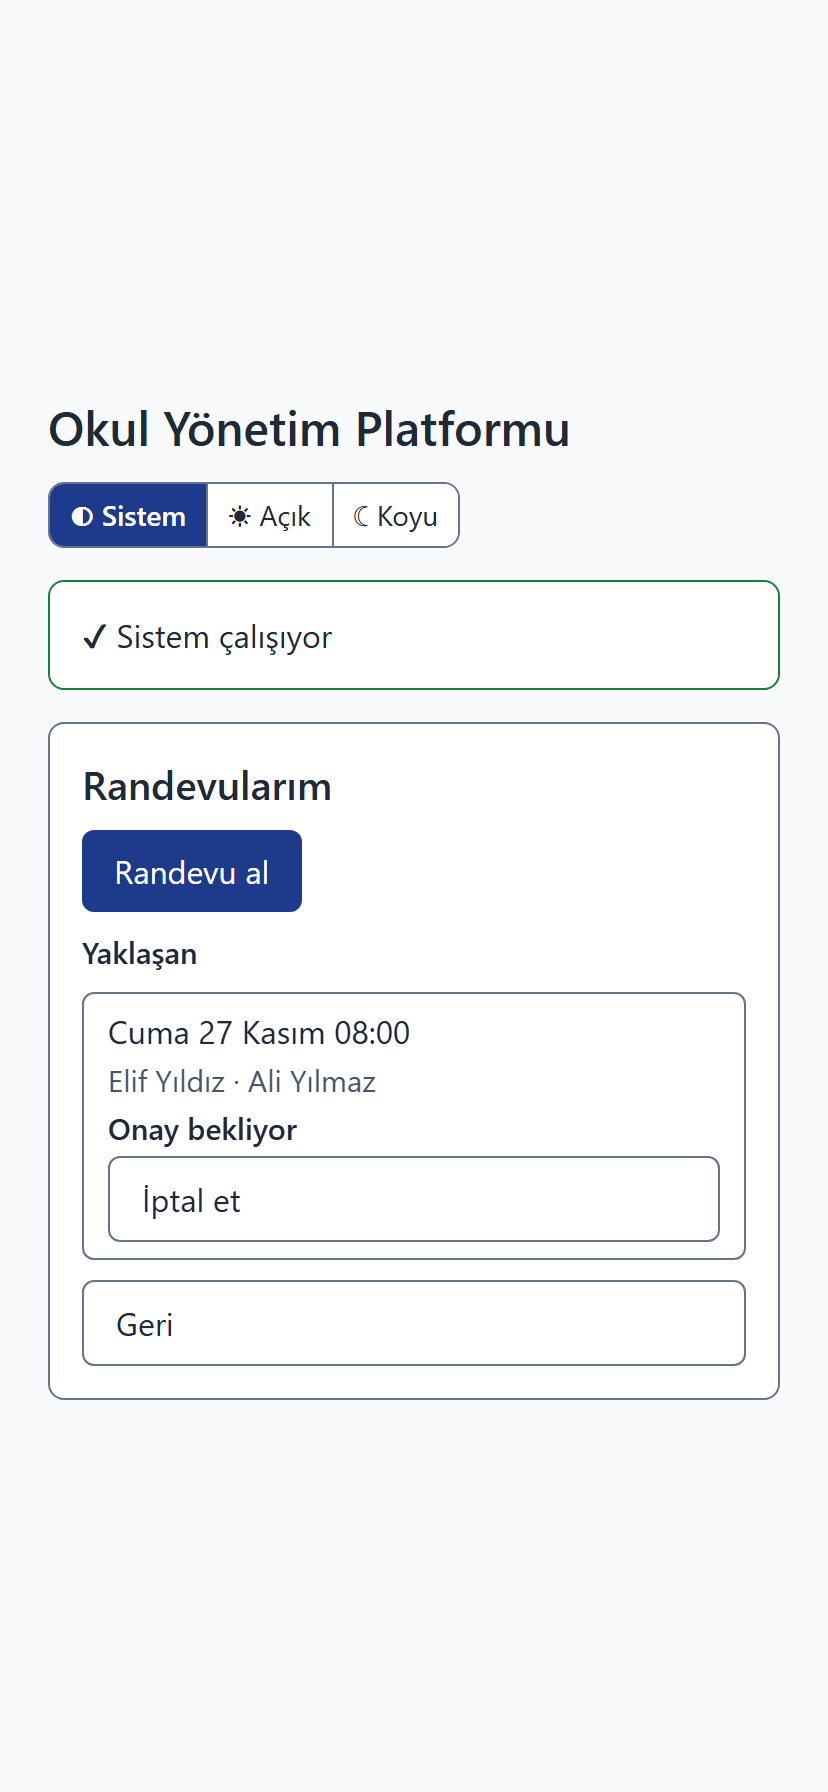 Okul Yönetim Platformu
◐ Sistem ☀ Açık ☾ Koyu
✔ Sistem çalışıyor
Randevularım
Randevu al
Yaklaşan
Cuma 27 Kasım 08:00
Elif Yıldız · Ali Yılmaz
Onay bekliyor
İptal et
Geri